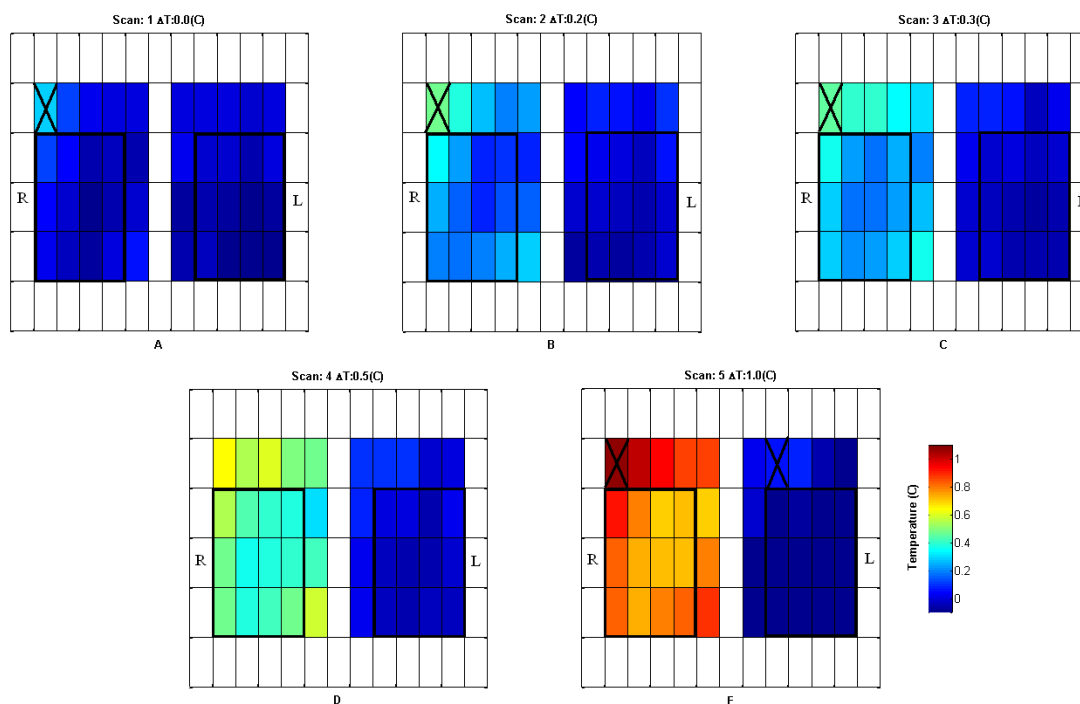 Scan: 1 ΔT:0.0(C)
Scan: 2 ΔT:0.2(C)
Scan: 3 ΔT:0.3(C)
R
L
R
L
R
A
B
C
Scan: 4 ΔT:0.5(C)
Scan: 5 ΔT:1.0(C)
R
L
R
L
Temperature (C)
1
0.8
0.6
0.4
0.2
0
D
E